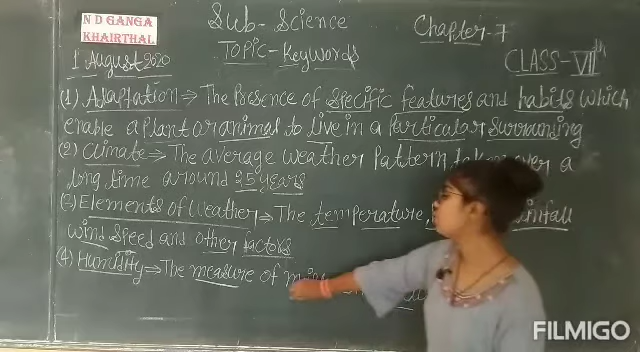 N D GANGA
KHAIRTHAL
Sub- Science
Chapter-7
TOPIC- Keywords
1 August 2020
CLASS-VIIth
(1) Adaptation ⇒ The Presence of specific features and habits which
enable a plant or animal to live in a Particular Surrounding
(2) Climate → The average weather Pattern taken over a
long time around 25 years
(3) Elements of Weather ⇒ The temperature, rainfall
wind speed and other factors
(4) Humidity ⇒ The measure of
FILMIGO